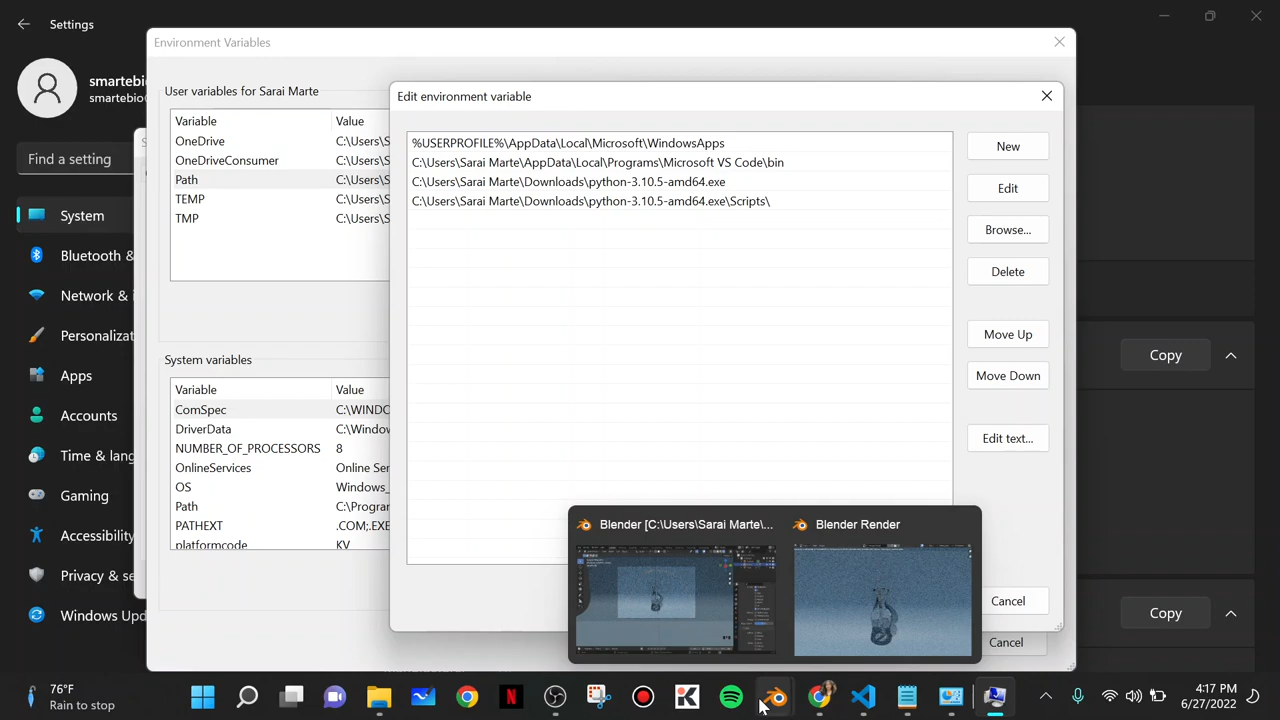 Settings
smartebi
smartebi
Find a setting
System
Bluetooth &
Network &
Personalizat
Apps
Accounts
Time & lang
Gaming
Accessibility
Privacy & se
Windows Upd
Environment Variables
User variables for Sarai Marte
Variable Value
OneDrive C:\Users\S
OneDriveConsumer C:\Users\S
Path C:\Users\S
TEMP C:\Users\S
TMP C:\Users\S
System variables
Variable Value
ComSpec C:\WINDO
DriverData C:\Window
NUMBER_OF_PROCESSORS 8
OnlineServices Online Ser
OS Windows_
Path C:\Program
PATHEXT .COM;.EXE
platformcode KV
Cancel
Edit environment variable
%USERPROFILE%\AppData\Local\Microsoft\WindowsApps
C:\Users\Sarai Marte\AppData\Local\Programs\Microsoft VS Code\bin
C:\Users\Sarai Marte\Downloads\python-3.10.5-amd64.exe
C:\Users\Sarai Marte\Downloads\python-3.10.5-amd64.exe\Scripts\
New
Edit
Browse...
Delete
Move Up
Move Down
Edit text...
Cancel
Copy
Copy
Blender [C:\Users\Sarai Marte\...
Blender Render
76°F
Rain to stop
4:17 PM
6/27/2022